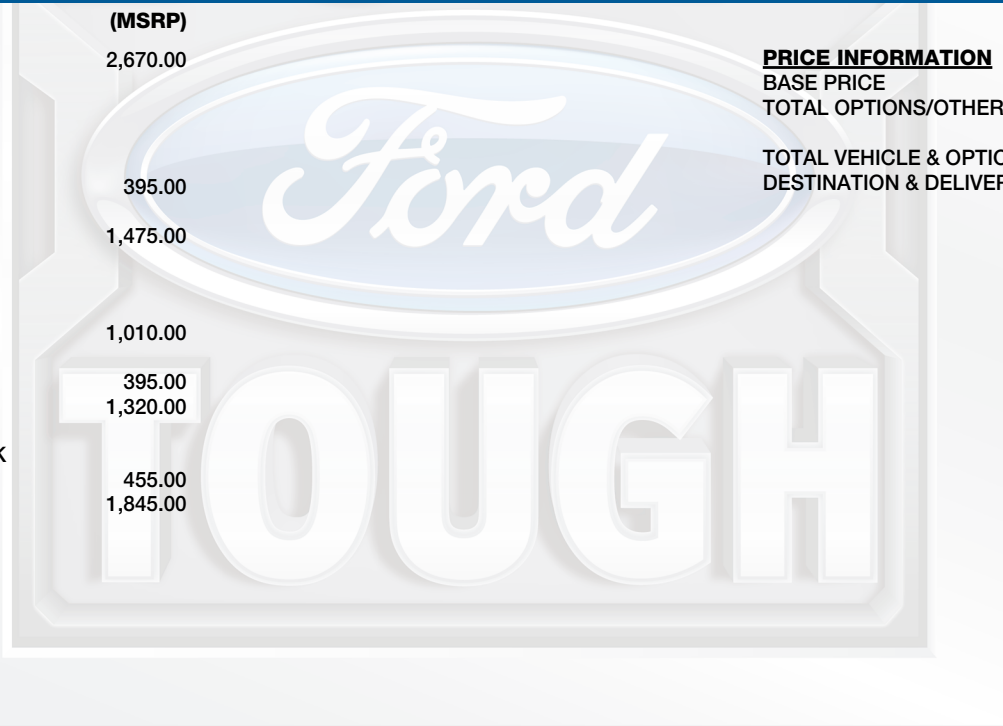 (MSRP)
2,670.00
395.00
1,475.00
1,010.00
395.00
1,320.00
K
455.00
1,845.00
PRICE INFORMATION
BASE PRICE
TOTAL OPTIONS/OTHER
TOTAL VEHICLE & OPTIO
DESTINATION & DELIVER
Ford
TOUGH